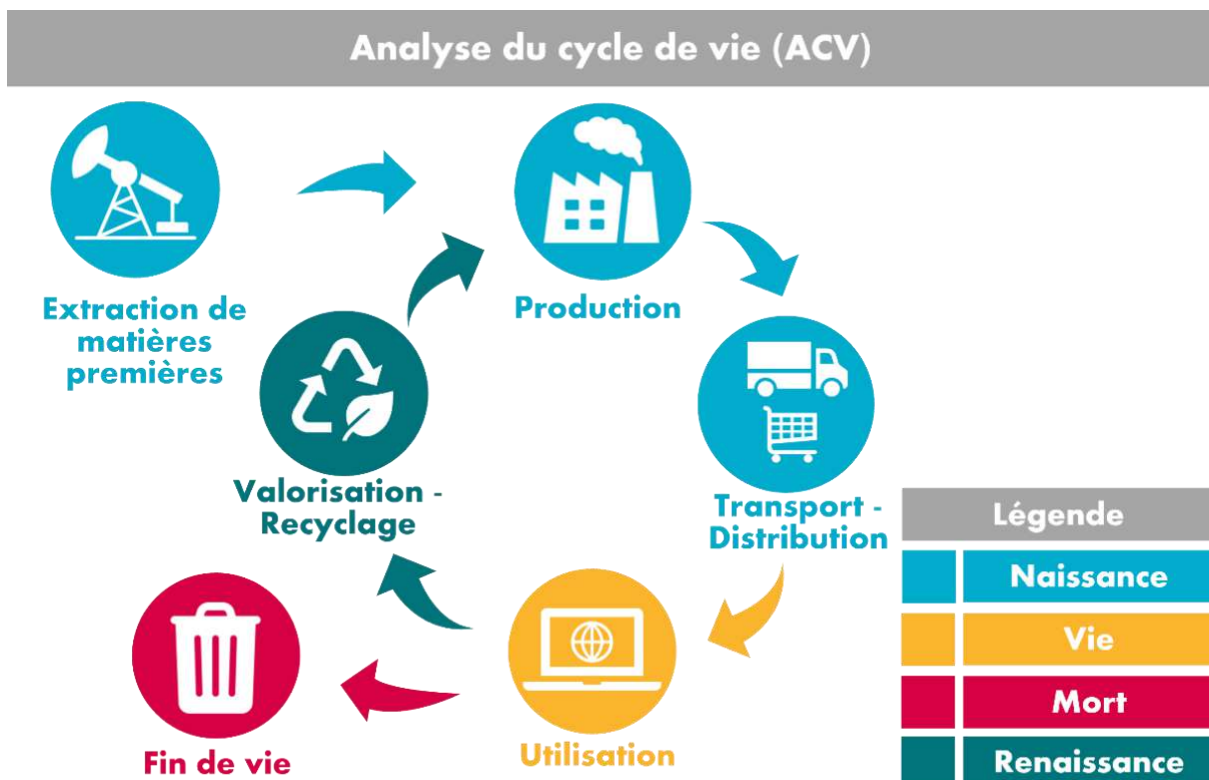 Analyse du cycle de vie (ACV)
Extraction de
matières
premières
Production
Valorisation -
Recyclage
Transport -
Distribution
Fin de vie
Utilisation
Légende
Naissance
Vie
Mort
Renaissance